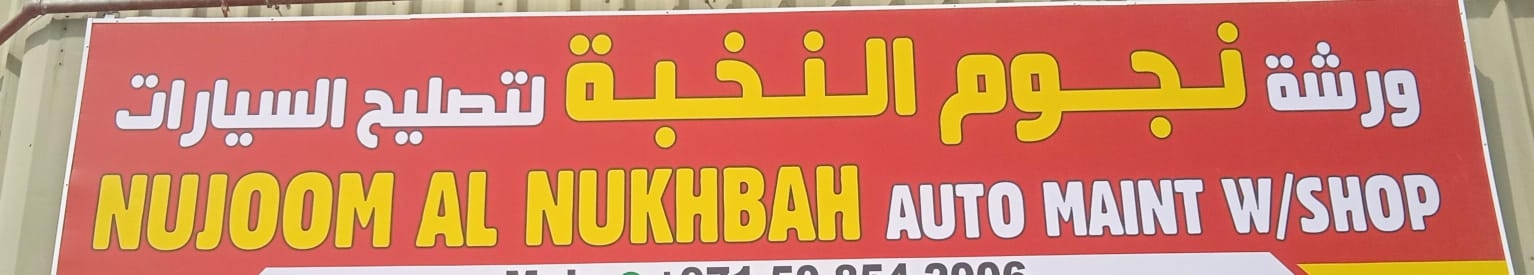 ورشة نجوم النخبة لتصليح السيارات
NUJOOM AL NUKHBAH AUTO MAINT W/SHOP